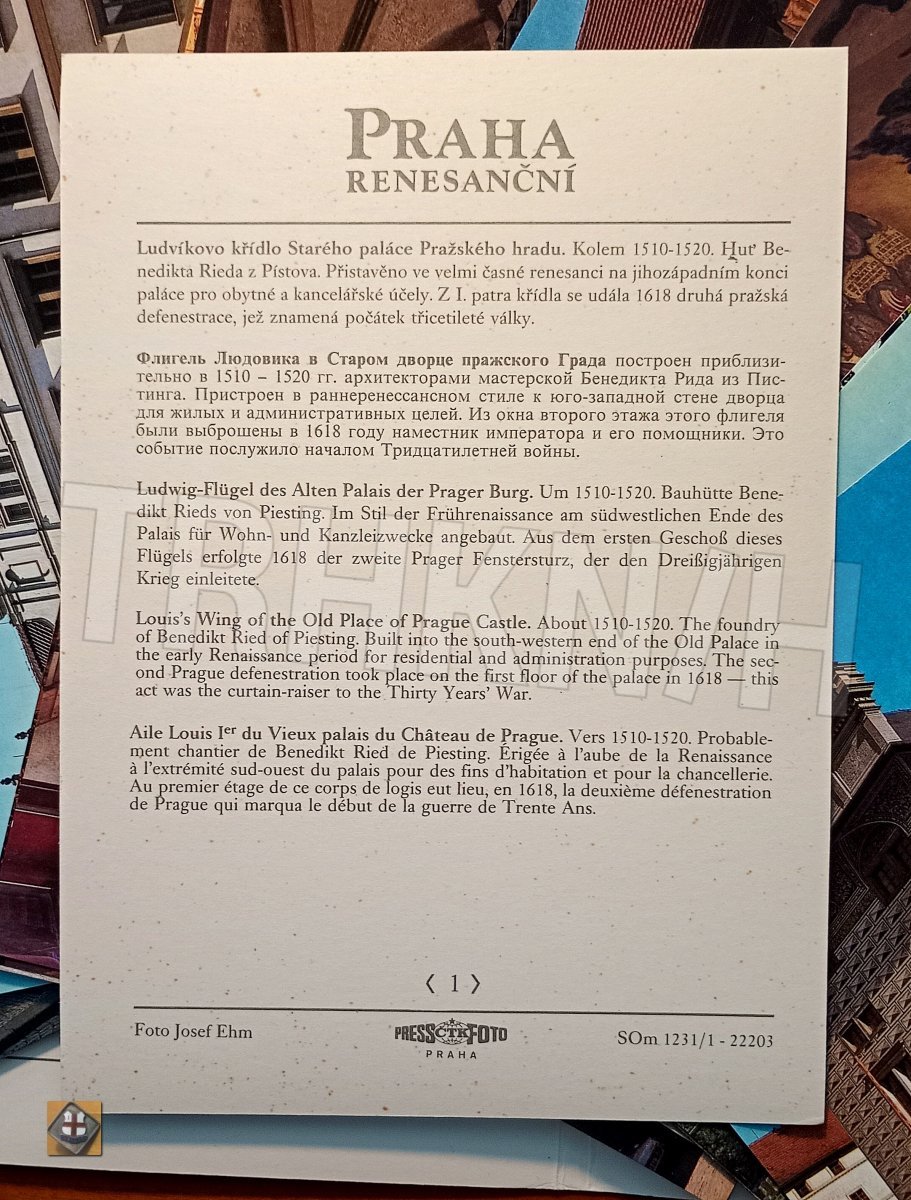 PRAHA
RENESANČNÍ
Ludvíkovo křídlo Starého paláce Pražského hradu. Kolem 1510-1520. Huť Be-
nedikta Rieda z Pístova. Přistavěno ve velmi časné renesanci na jihozápadním konci
paláce pro obytné a kancelářské účely. Z I. patra křídla se udála 1618 druhá pražská
defenestrace, jež znamená počátek třicetileté války.
Флигель Людовика в Старом дворце пражского Града построен приблизи-
тельно в 1510 – 1520 гг. архитекторами мастерской Бенедикта Рида из Пис-
тинга. Пристроен в раннеренессансном стиле к юго-западной стене дворца
для жилых и административных целей. Из окна второго этажа этого флигеля
были выброшены в 1618 году наместник императора и его помощники. Это
событие послужило началом Тридцатилетней войны.
Ludwig-Flügel des Alten Palais der Prager Burg. Um 1510-1520. Bauhütte Bene-
dikt Rieds von Piesting. Im Stil der Frührenaissance am südwestlichen Ende des
Palais für Wohn- und Kanzleizwecke angebaut. Aus dem ersten Geschoß dieses
Flügels erfolgte 1618 der zweite Prager Fenstersturz, der den Dreißigjährigen
Krieg einleitete.
Louis's Wing of the Old Place of Prague Castle. About 1510-1520. The foundry
of Benedikt Ried of Piesting. Built into the south-western end of the Old Palace in
the early Renaissance period for residential and administration purposes. The sec-
ond Prague defenestration took place on the first floor of the palace in 1618 — this
act was the curtain-raiser to the Thirty Years' War.
Aile Louis Ier du Vieux palais du Château de Prague. Vers 1510-1520. Probable-
ment chantier de Benedikt Ried de Piesting. Érigée à l'aube de la Renaissance
à l'extrémité sud-ouest du palais pour des fins d'habitation et pour la chancellerie.
Au premier étage de ce corps de logis eut lieu, en 1618, la deuxième défenestration
de Prague qui marqua le début de la guerre de Trente Ans.
⟨ 1 ⟩
Foto Josef Ehm
PRESS ČTK FOTO
PRAHA
SOm 1231/1 - 22203
TRHKNIH